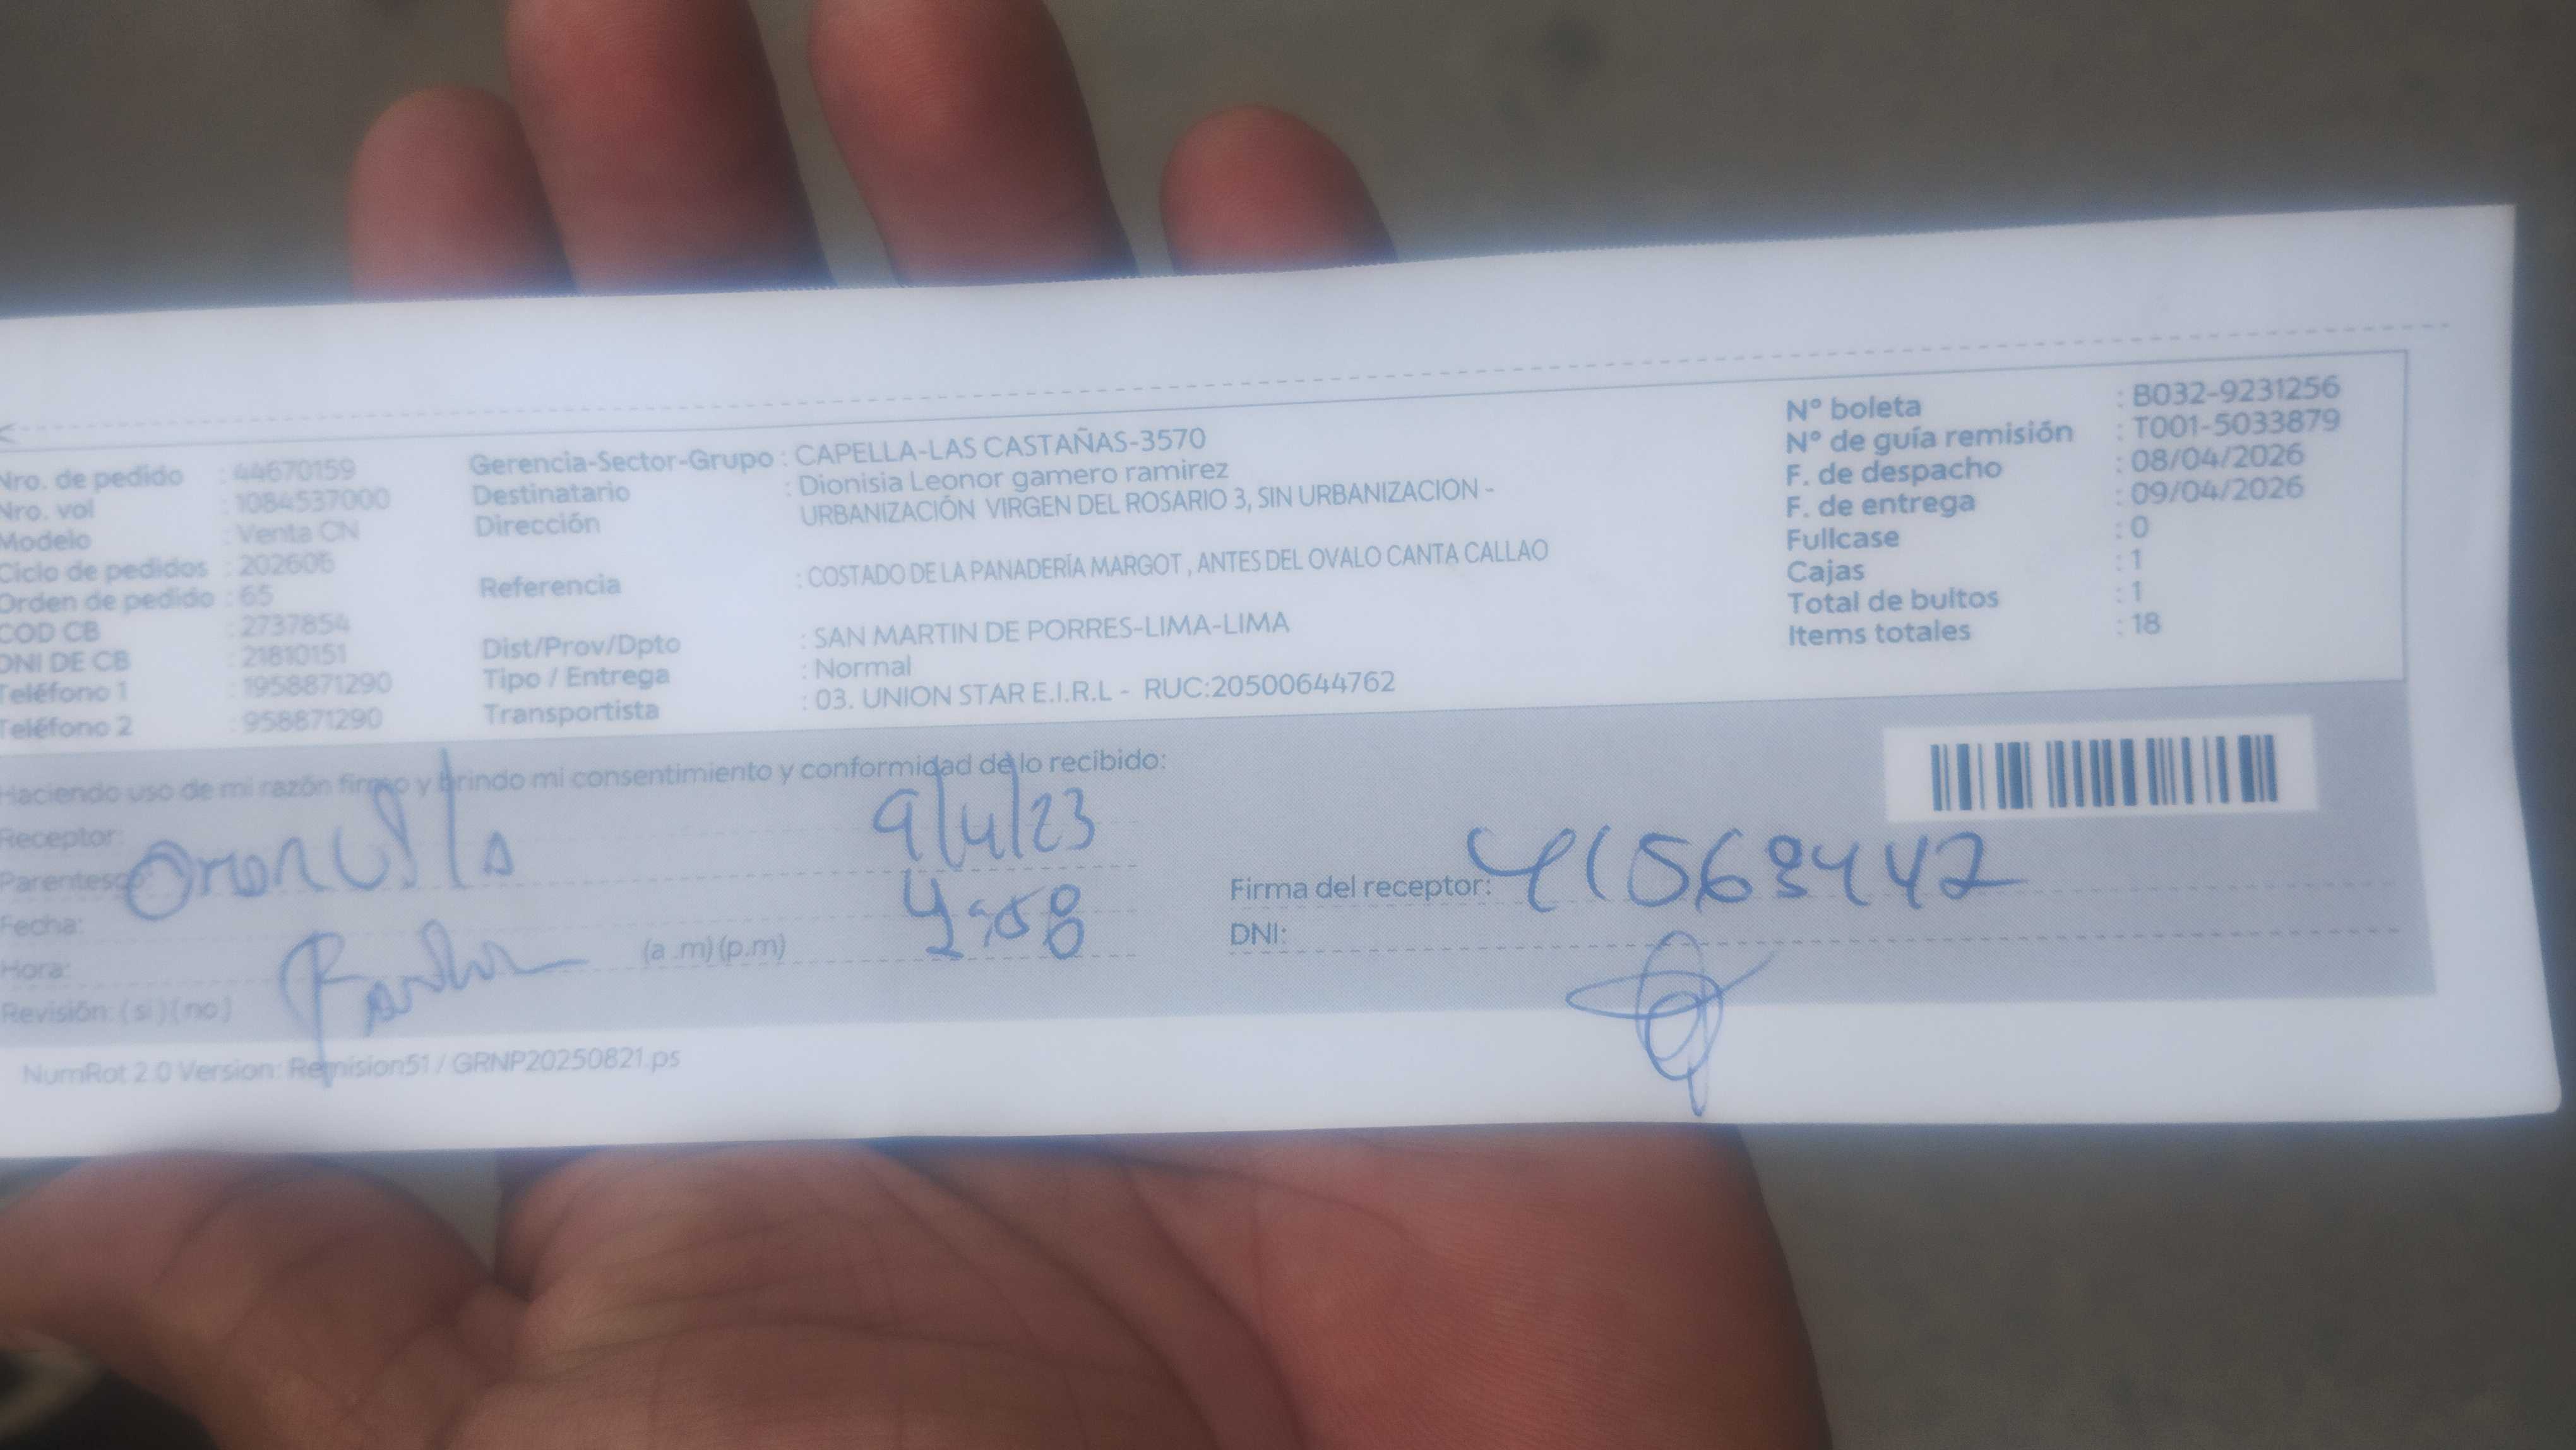 Nro. de pedido : 44670159
Nro. vol : 1084537000
Modelo : Venta CN
Ciclo de pedidos : 202606
Orden de pedido : 65
COD CB : 2737854
DNI DE CB : 21810151
Teléfono 1 : 1958871290
Teléfono 2 : 958871290
Gerencia-Sector-Grupo : CAPELLA-LAS CASTAÑAS-3570
Destinatario : Dionisia Leonor gamero ramirez
Dirección URBANIZACIÓN VIRGEN DEL ROSARIO 3, SIN URBANIZACION -
Referencia : COSTADO DE LA PANADERÍA MARGOT , ANTES DEL OVALO CANTA CALLAO
Dist/Prov/Dpto : SAN MARTIN DE PORRES-LIMA-LIMA
Tipo / Entrega : Normal
Transportista : 03. UNION STAR E.I.R.L - RUC:20500644762
N° boleta : B032-9231256
N° de guía remisión : T001-5033879
F. de despacho : 08/04/2026
F. de entrega : 09/04/2026
Fullcase : 0
Cajas : 1
Total de bultos : 1
Items totales : 18
Haciendo uso de mi razón firmo y brindo mi consentimiento y conformidad de lo recibido:
Receptor:
Parentesco:
Fecha:
Hora: (a .m) (p.m)
Revisión: (si) (no)
9/4/23
4:58
Firma del receptor: 41563442
DNI:
NumRot 2.0 Version: Remision51 / GRNP20250821.ps